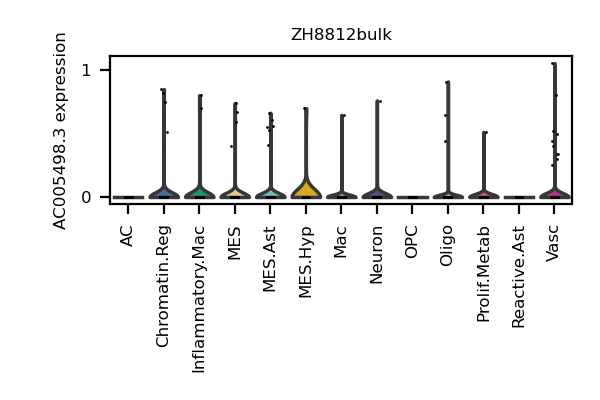 ZH8812bulk
AC005498.3 expression
1
0
AC
Chromatin.Reg
Inflammatory.Mac
MES
MES.Ast
MES.Hyp
Mac
Neuron
OPC
Oligo
Prolif.Metab
Reactive.Ast
Vasc